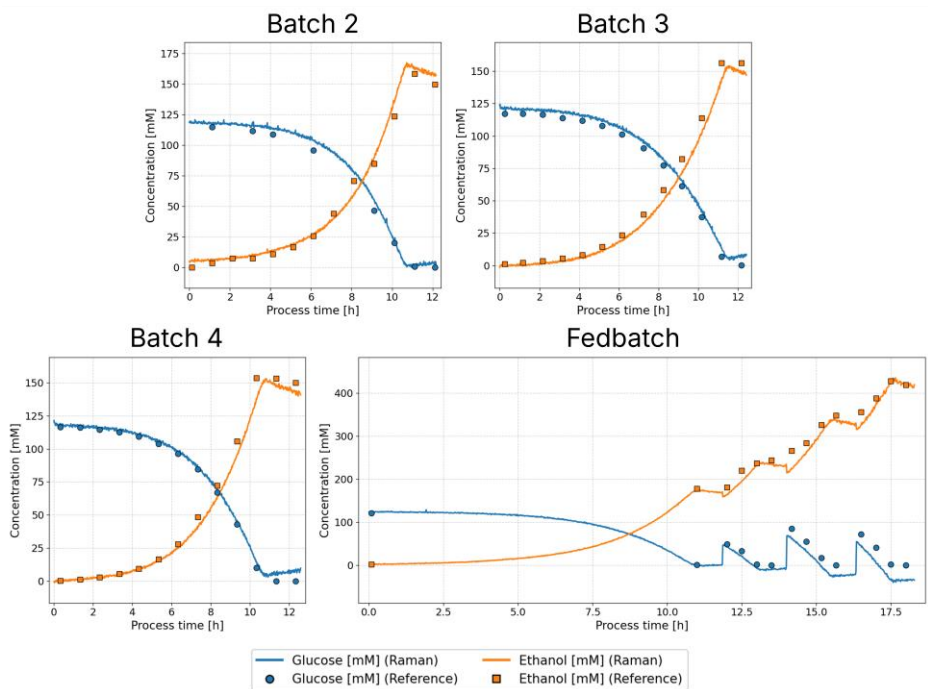 Batch 2
Concentration [mM]
175
150
125
100
75
50
25
0
0 2 4 6 8 10 12
Process time [h]
Batch 3
Concentration [mM]
150
125
100
75
50
25
0
0 2 4 6 8 10 12
Process time [h]
Batch 4
Concentration [mM]
150
125
100
75
50
25
0
0 2 4 6 8 10 12
Process time [h]
Fedbatch
Concentration [mM]
400
300
200
100
0
0.0 2.5 5.0 7.5 10.0 12.5 15.0 17.5
Process time [h]
Glucose [mM] (Raman)
Glucose [mM] (Reference)
Ethanol [mM] (Raman)
Ethanol [mM] (Reference)